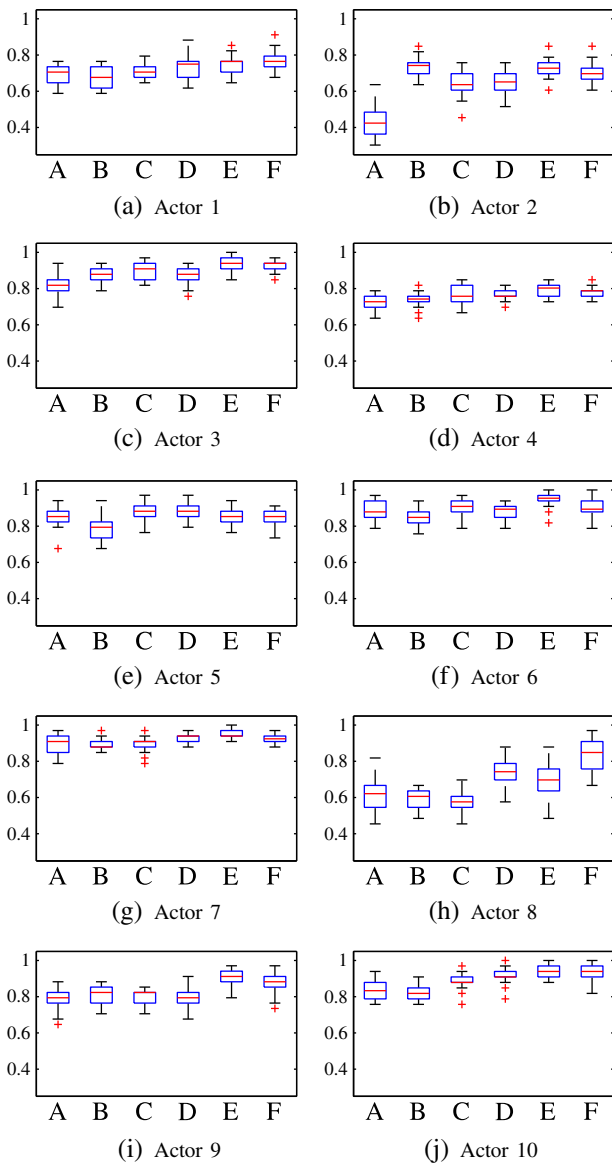 1
0.8
0.6
0.4
A B C D E F
(a) Actor 1
1
0.8
0.6
0.4
A B C D E F
(b) Actor 2
1
0.8
0.6
0.4
A B C D E F
(c) Actor 3
1
0.8
0.6
0.4
A B C D E F
(d) Actor 4
1
0.8
0.6
0.4
A B C D E F
(e) Actor 5
1
0.8
0.6
0.4
A B C D E F
(f) Actor 6
1
0.8
0.6
0.4
A B C D E F
(g) Actor 7
1
0.8
0.6
0.4
A B C D E F
(h) Actor 8
1
0.8
0.6
0.4
A B C D E F
(i) Actor 9
1
0.8
0.6
0.4
A B C D E F
(j) Actor 10